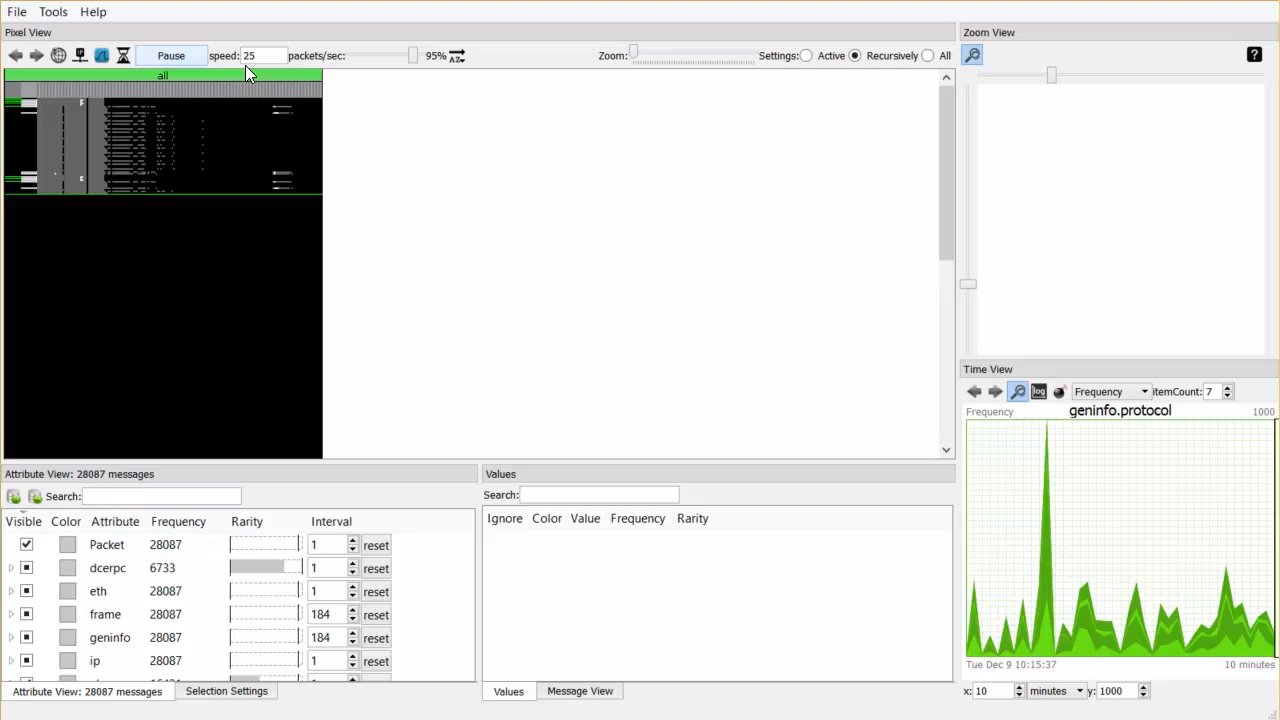 File Tools Help
Pixel View
Zoom View
Pause speed: 25 packets/sec: 95% Zoom: Settings: Active Recursively All
all
F
E
Time View
log Frequency itemCount: 7
Frequency geninfo.protocol 1000
Tue Dec 9 10:15:37 10 minutes
x: 10 minutes y: 1000
Attribute View: 28087 messages
Search:
Visible Color Attribute Frequency Rarity Interval
Packet 28087 1 reset
dcerpc 6733 1 reset
eth 28087 1 reset
frame 28087 184 reset
geninfo 28087 184 reset
ip 28087 1 reset
Attribute View: 28087 messages Selection Settings
Values
Search:
Ignore Color Value Frequency Rarity
Values Message View